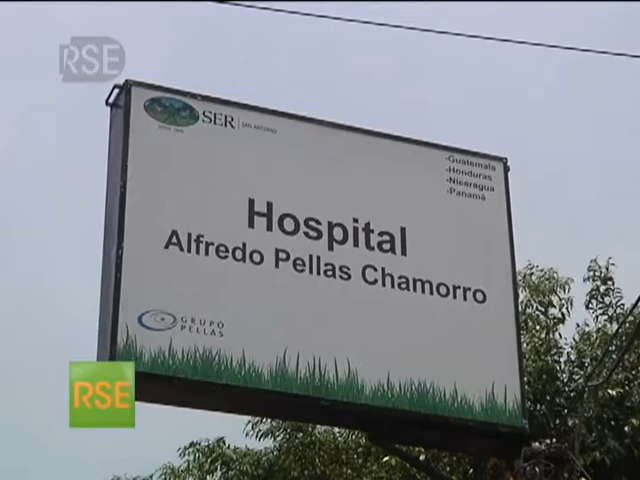 RSE
SER | SAN ANTONIO
-Guatemala
-Honduras
-Nicaragua
-Panamá
Hospital
Alfredo Pellas Chamorro
GRUPO
PELLAS
RSE